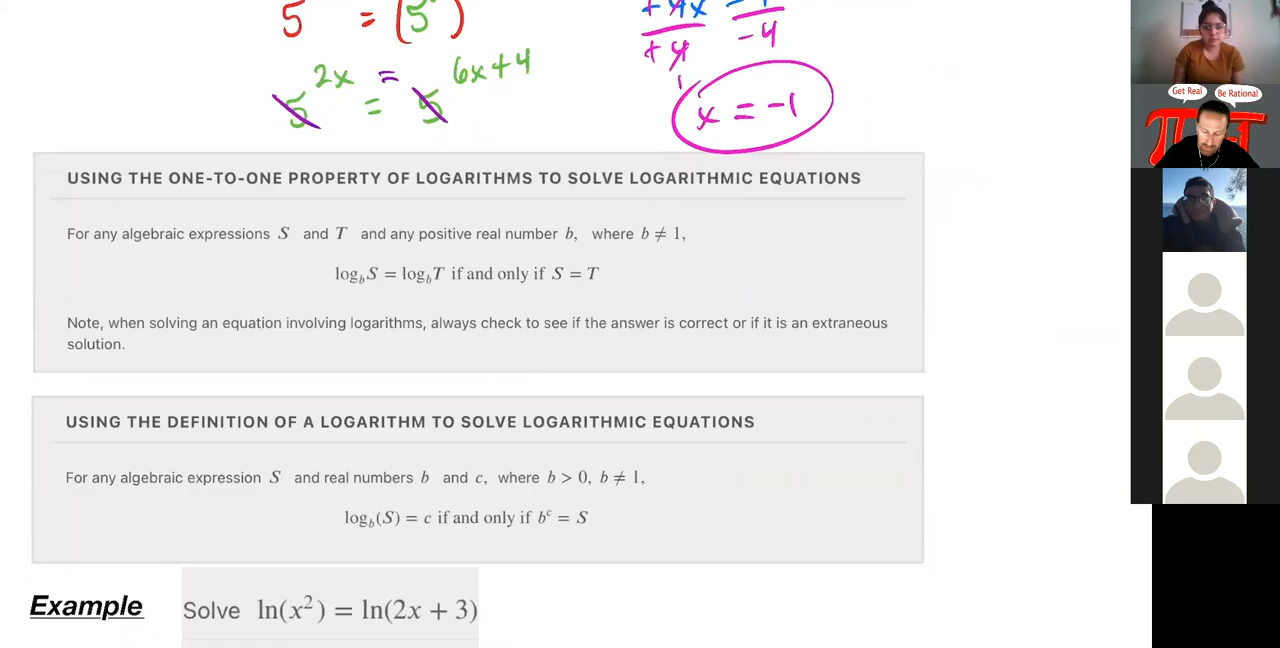 5 = (5 )
5^{2x} = 5^{6x+4}
+4x
+4 -4
x = -1
Get Real Be Rational
USING THE ONE-TO-ONE PROPERTY OF LOGARITHMS TO SOLVE LOGARITHMIC EQUATIONS
For any algebraic expressions S and T and any positive real number b, where b ≠ 1,
log_b S = log_b T if and only if S = T
Note, when solving an equation involving logarithms, always check to see if the answer is correct or if it is an extraneous
solution.
USING THE DEFINITION OF A LOGARITHM TO SOLVE LOGARITHMIC EQUATIONS
For any algebraic expression S and real numbers b and c, where b > 0, b ≠ 1,
log_b(S) = c if and only if b^c = S
Example Solve ln(x²) = ln(2x + 3)